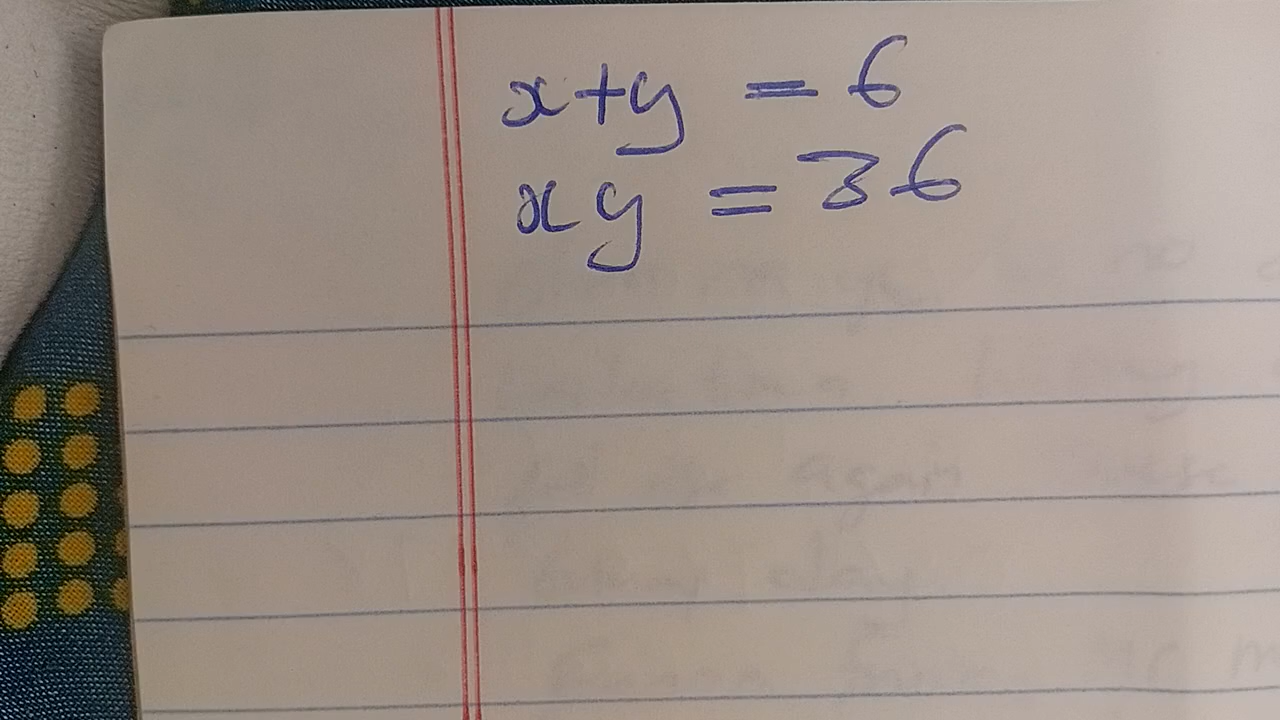 x+y = 6
xy = 36